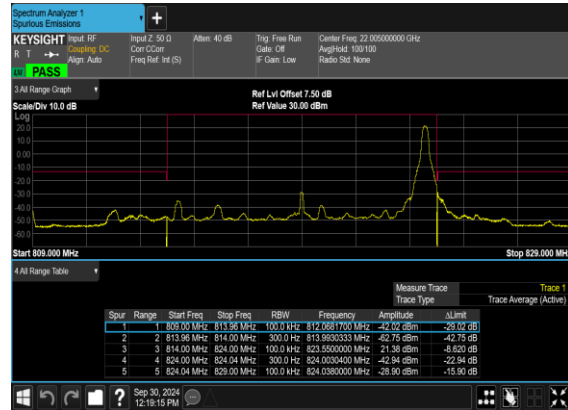 Spectrum Analyzer 1
Spurious Emissions
KEYSIGHT Input: RF Input Z: 50 Ω Atten: 40 dB Trig: Free Run Center Freq: 22.005000000 GHz
R T Coupling: DC Corr CCorr Gate: Off Avg|Hold: 100/100
Align: Auto Freq Ref: Int (S) IF Gain: Low Radio Std: None
PASS
3 All Range Graph
Ref Lvl Offset 7.50 dB
Scale/Div 10.0 dB Ref Value 30.00 dBm
Log
20.0
10.0
0.00
-10.0
-20.0
-30.0
-40.0
-50.0
-60.0
Start 809.000 MHz Stop 829.000 MH
4 All Range Table
Measure Trace Trace 1
Trace Type Trace Average (Active)
Spur Range Start Freq Stop Freq RBW Frequency Amplitude ΔLimit
1 1 809.00 MHz 813.96 MHz 100.0 kHz 812.0681700 MHz -42.02 dBm -29.02 dB
2 2 813.96 MHz 814.00 MHz 300.0 Hz 813.9930333 MHz -62.75 dBm -42.75 dB
3 3 814.00 MHz 824.00 MHz 100.0 kHz 823.5500000 MHz 21.38 dBm -8.620 dB
4 4 824.00 MHz 824.04 MHz 300.0 Hz 824.0030400 MHz -42.94 dBm -22.94 dB
5 5 824.04 MHz 829.00 MHz 100.0 kHz 824.0380000 MHz -28.90 dBm -15.90 dB
Sep 30, 2024
12:19:15 PM